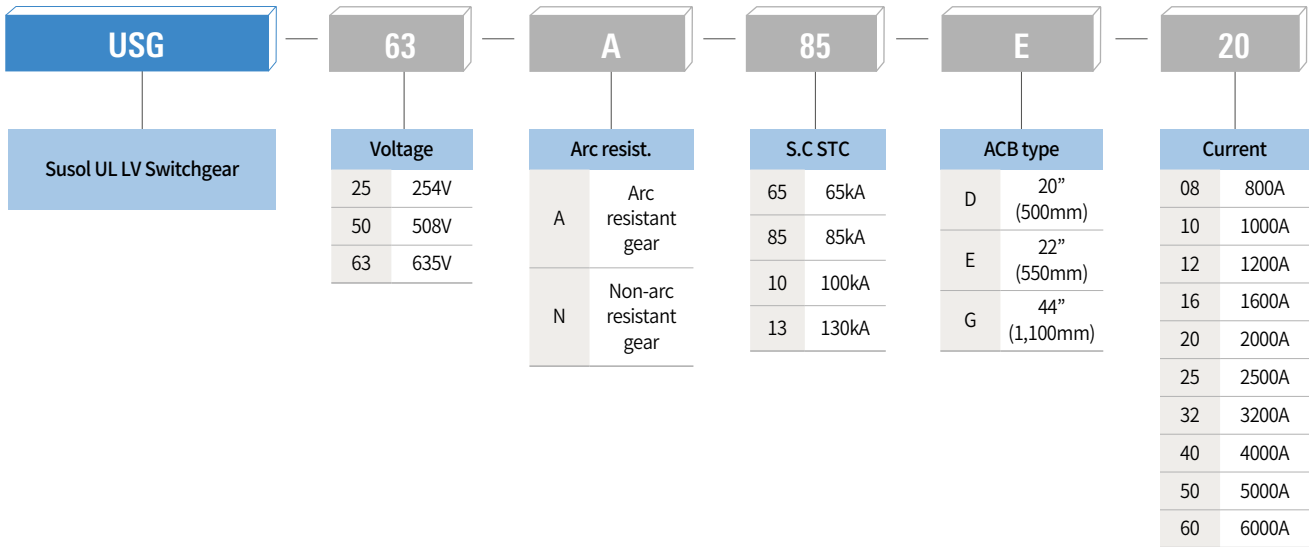 USG — 63 — A — 85 — E — 20
Susol UL LV Switchgear
Voltage
25 254V
50 508V
63 635V
Arc resist.
A Arc
resistant
gear
N Non-arc
resistant
gear
S.C STC
65 65kA
85 85kA
10 100kA
13 130kA
ACB type
D 20”
(500mm)
E 22”
(550mm)
G 44”
(1,100mm)
Current
08 800A
10 1000A
12 1200A
16 1600A
20 2000A
25 2500A
32 3200A
40 4000A
50 5000A
60 6000A